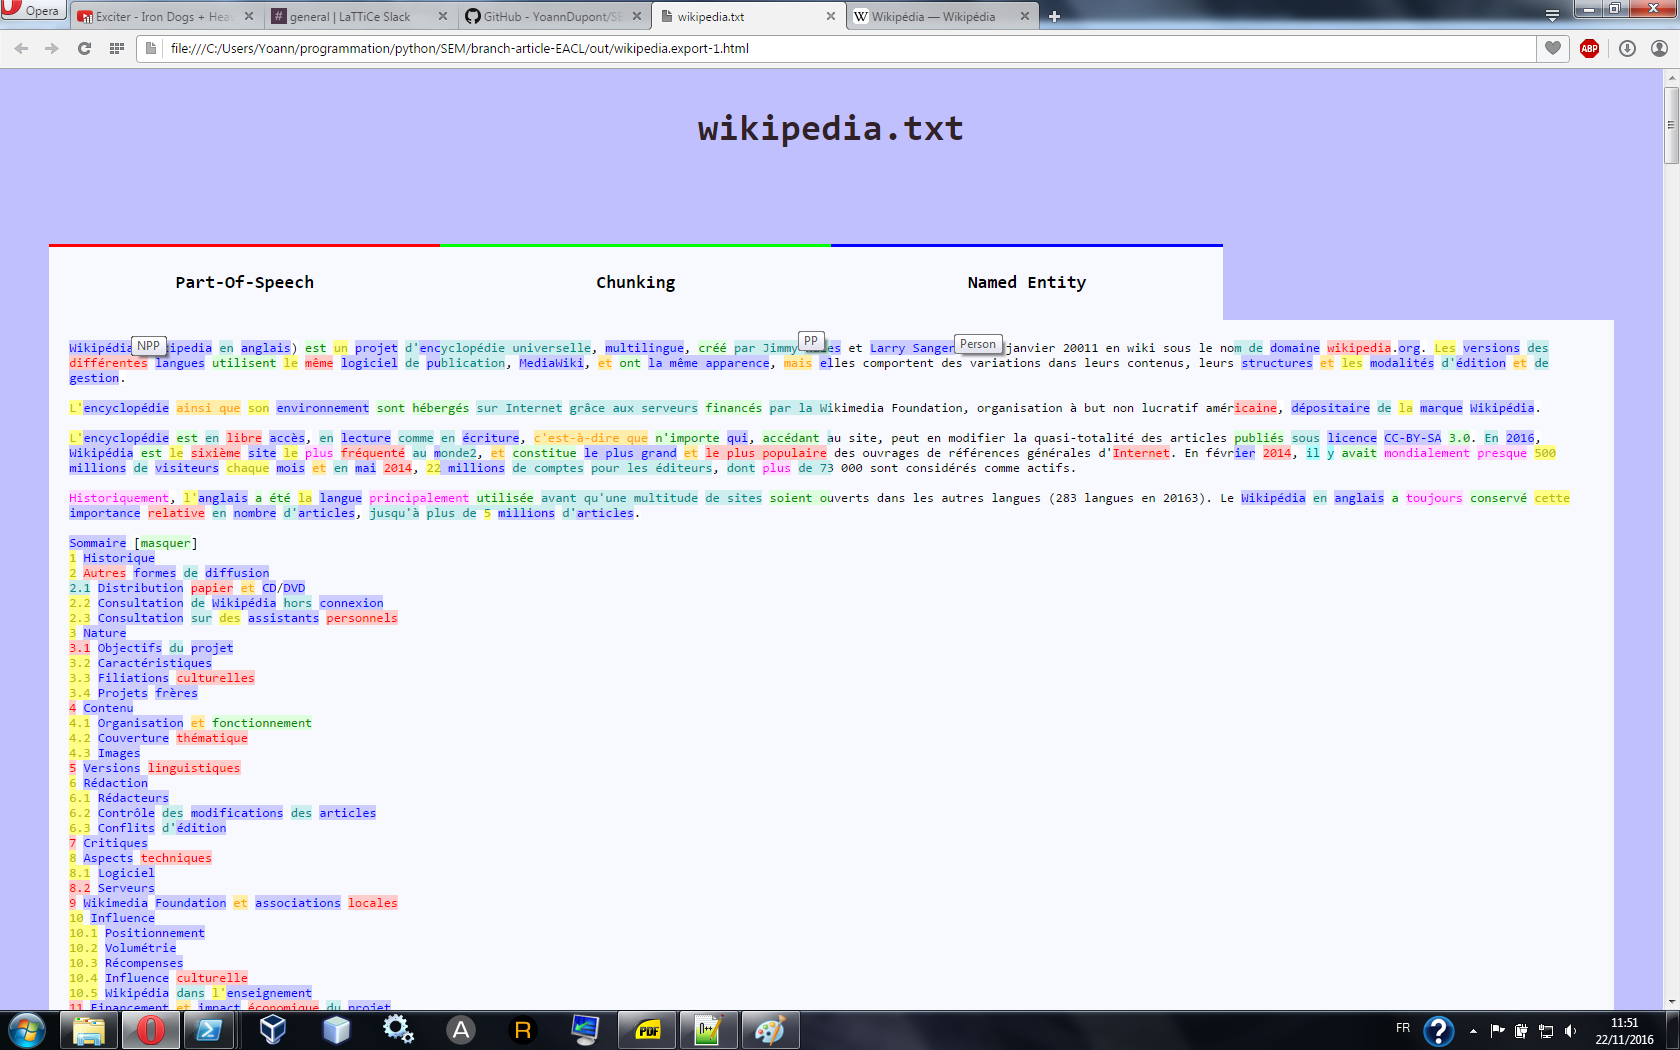 Opera
Exciter - Iron Dogs + Heav
general | LaTTiCe Slack
GitHub - YoannDupont/SE
wikipedia.txt
Wikipédia — Wikipédia
file:///C:/Users/Yoann/programmation/python/SEM/branch-article-EACL/out/wikipedia.export-1.html
ABP
wikipedia.txt
Part-Of-Speech Chunking Named Entity
NPP
PP
Person
Wikipédia ipedia en anglais) est un projet d'encyclopédie universelle, multilingue, créé par Jimmy es et Larry Sanger janvier 20011 en wiki sous le nom de domaine wikipedia.org. Les versions des
différentes langues utilisent le même logiciel de publication, MediaWiki, et ont la même apparence, mais elles comportent des variations dans leurs contenus, leurs structures et les modalités d'édition et de
gestion.
L'encyclopédie ainsi que son environnement sont hébergés sur Internet grâce aux serveurs financés par la Wikimedia Foundation, organisation à but non lucratif américaine, dépositaire de la marque Wikipédia.
L'encyclopédie est en libre accès, en lecture comme en écriture, c'est-à-dire que n'importe qui, accédant au site, peut en modifier la quasi-totalité des articles publiés sous licence CC-BY-SA 3.0. En 2016,
Wikipédia est le sixième site le plus fréquenté au monde2, et constitue le plus grand et le plus populaire des ouvrages de références générales d'Internet. En février 2014, il y avait mondialement presque 500
millions de visiteurs chaque mois et en mai 2014, 22 millions de comptes pour les éditeurs, dont plus de 73 000 sont considérés comme actifs.
Historiquement, l'anglais a été la langue principalement utilisée avant qu'une multitude de sites soient ouverts dans les autres langues (283 langues en 20163). Le Wikipédia en anglais a toujours conservé cette
importance relative en nombre d'articles, jusqu'à plus de 5 millions d'articles.
Sommaire [masquer]
1 Historique
2 Autres formes de diffusion
2.1 Distribution papier et CD/DVD
2.2 Consultation de Wikipédia hors connexion
2.3 Consultation sur des assistants personnels
3 Nature
3.1 Objectifs du projet
3.2 Caractéristiques
3.3 Filiations culturelles
3.4 Projets frères
4 Contenu
4.1 Organisation et fonctionnement
4.2 Couverture thématique
4.3 Images
5 Versions linguistiques
6 Rédaction
6.1 Rédacteurs
6.2 Contrôle des modifications des articles
6.3 Conflits d'édition
7 Critiques
8 Aspects techniques
8.1 Logiciel
8.2 Serveurs
9 Wikimedia Foundation et associations locales
10 Influence
10.1 Positionnement
10.2 Volumétrie
10.3 Récompenses
10.4 Influence culturelle
10.5 Wikipédia dans l'enseignement
11 Financement et impact économique du projet
A
R
PDF
FR
11:51
22/11/2016